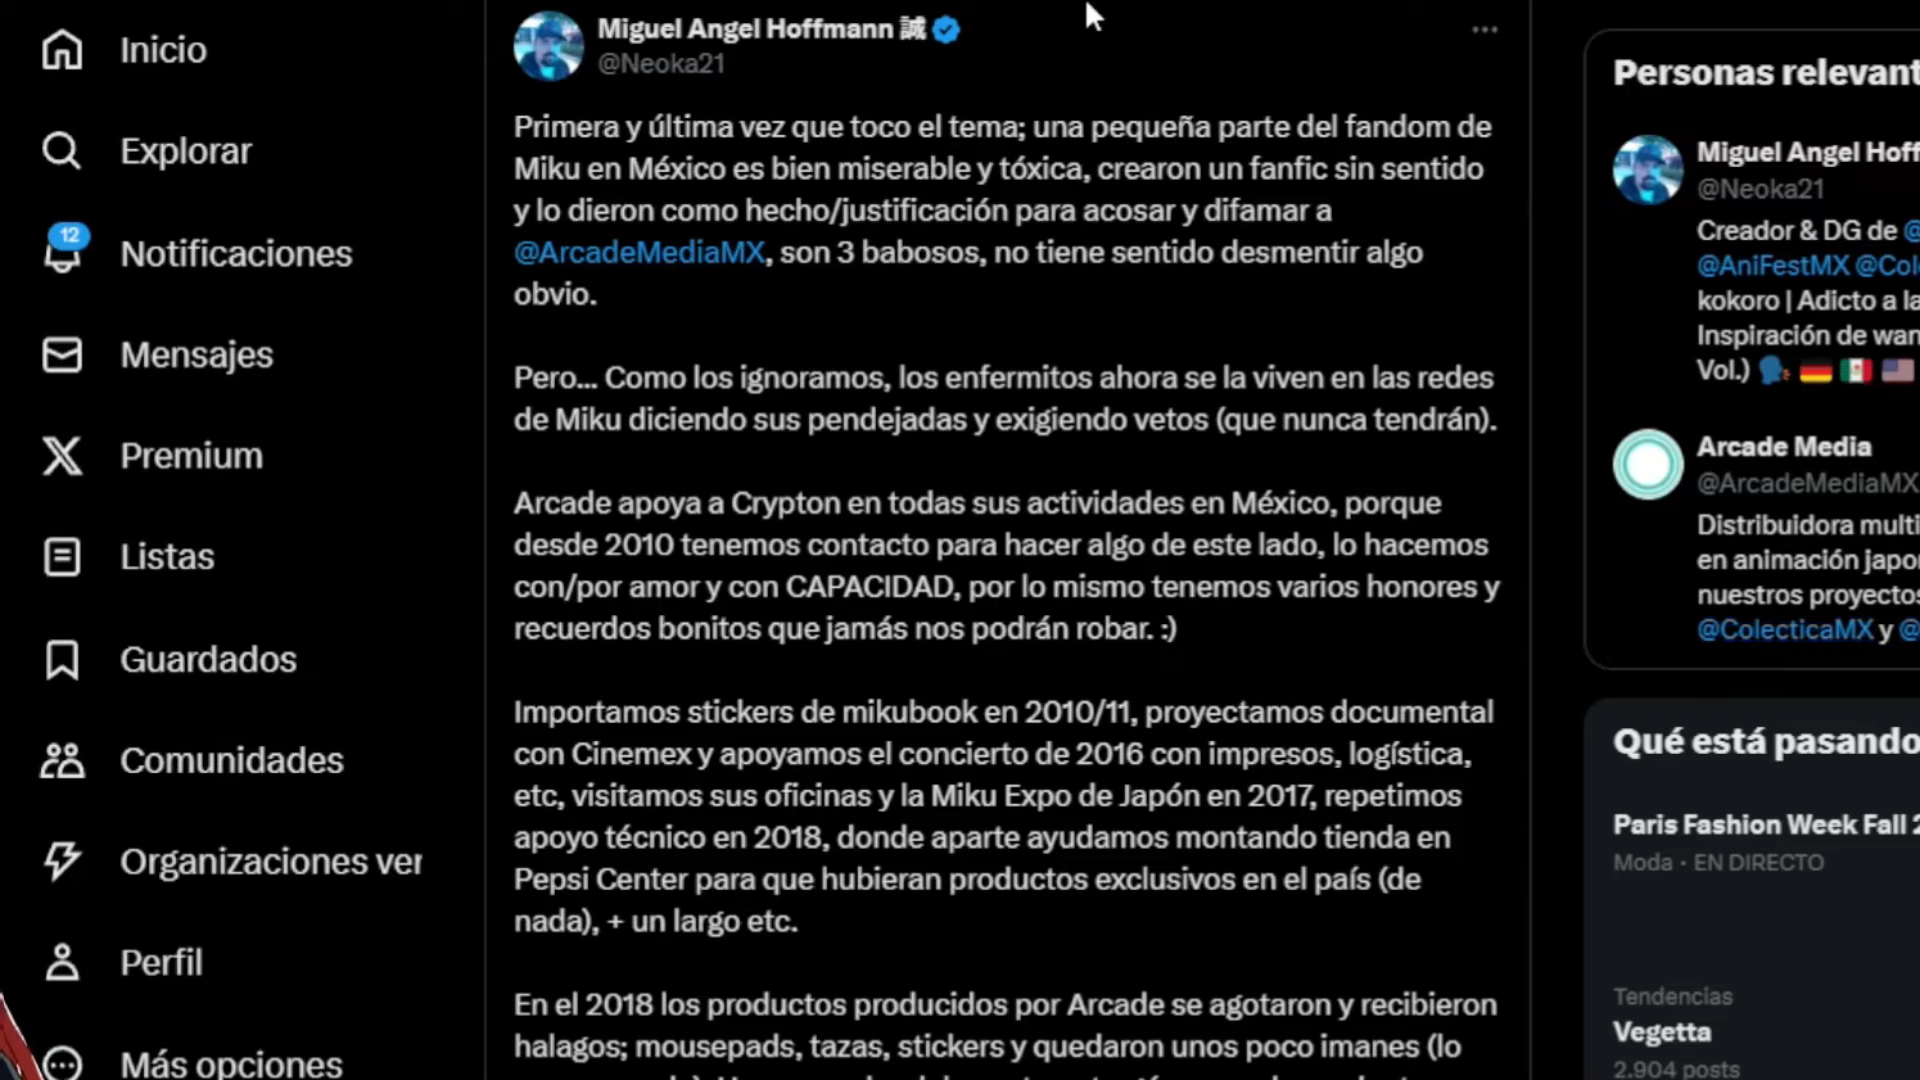 Inicio
Explorar
12
Notificaciones
Mensajes
Premium
Listas
Guardados
Comunidades
Organizaciones ver
Perfil
Más opciones
Miguel Angel Hoffmann 誠
@Neoka21
Primera y última vez que toco el tema; una pequeña parte del fandom de
Miku en México es bien miserable y tóxica, crearon un fanfic sin sentido
y lo dieron como hecho/justificación para acosar y difamar a
@ArcadeMediaMX, son 3 babosos, no tiene sentido desmentir algo
obvio.
Pero... Como los ignoramos, los enfermitos ahora se la viven en las redes
de Miku diciendo sus pendejadas y exigiendo vetos (que nunca tendrán).
Arcade apoya a Crypton en todas sus actividades en México, porque
desde 2010 tenemos contacto para hacer algo de este lado, lo hacemos
con/por amor y con CAPACIDAD, por lo mismo tenemos varios honores y
recuerdos bonitos que jamás nos podrán robar. :)
Importamos stickers de mikubook en 2010/11, proyectamos documental
con Cinemex y apoyamos el concierto de 2016 con impresos, logística,
etc, visitamos sus oficinas y la Miku Expo de Japón en 2017, repetimos
apoyo técnico en 2018, donde aparte ayudamos montando tienda en
Pepsi Center para que hubieran productos exclusivos en el país (de
nada), + un largo etc.
En el 2018 los productos producidos por Arcade se agotaron y recibieron
halagos; mousepads, tazas, stickers y quedaron unos poco imanes (lo
Personas relevant
Miguel Angel Hoff
@Neoka21
Creador & DG de @
@AniFestMX @Col
kokoro | Adicto a la
Inspiración de wan
Vol.)
Arcade Media
@ArcadeMediaMX
Distribuidora multi
en animación japo
nuestros proyectos
@ColecticaMX y @
Qué está pasando
Paris Fashion Week Fall 2
Moda · EN DIRECTO
Tendencias
Vegetta
2.904 posts